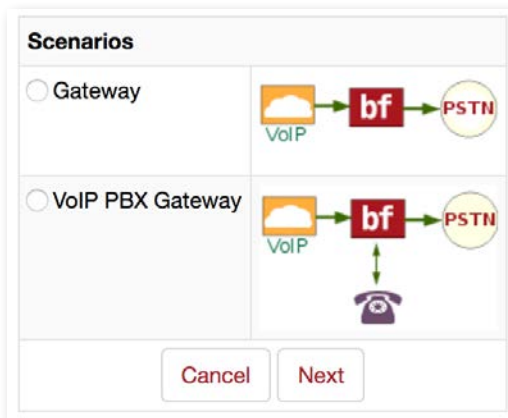 Scenarios
Gateway
VoIP
bf
PSTN
VoIP PBX Gateway
VoIP
bf
PSTN
Cancel
Next